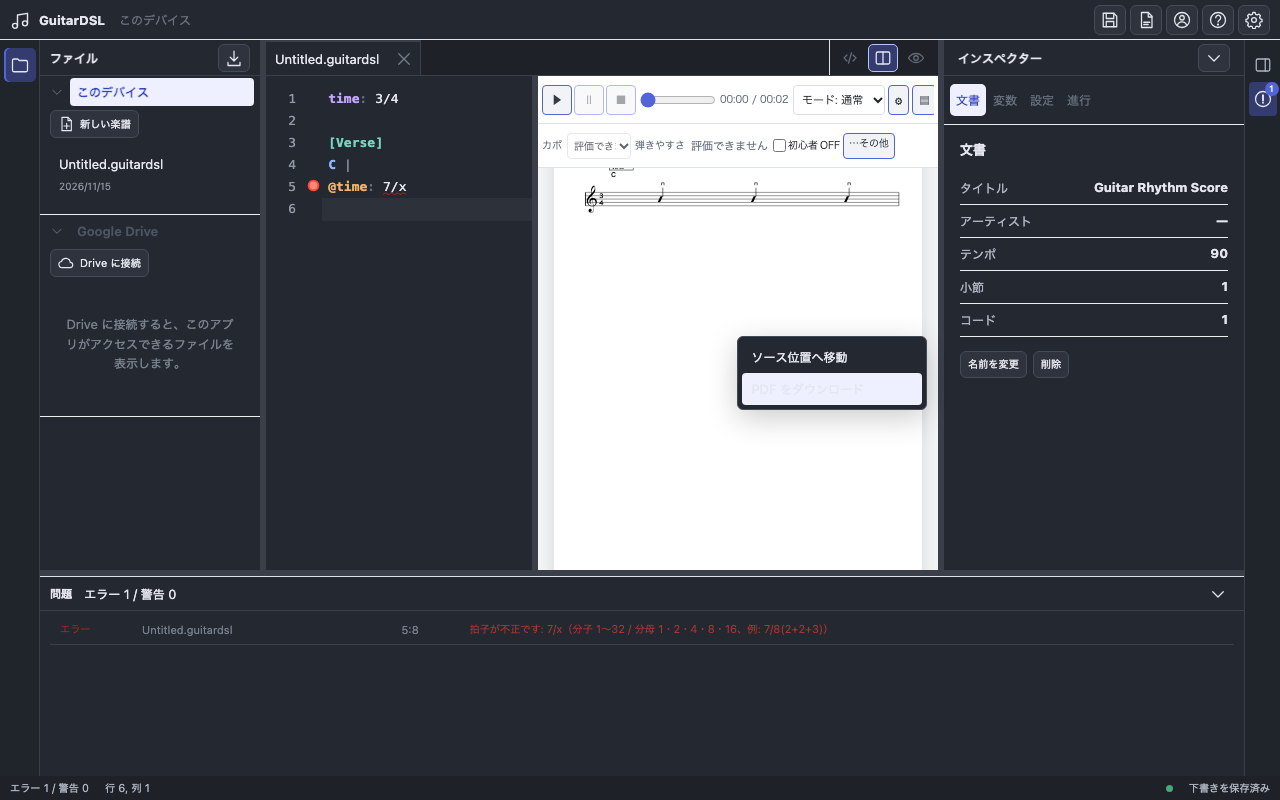 GuitarDSL このデバイス
ファイル
このデバイス
新しい楽譜
Untitled.guitardsl
2026/11/15
Google Drive
Drive に接続
Drive に接続すると、このアプ
リがアクセスできるファイルを
表示します。
Untitled.guitardsl
1 time: 3/4
2
3 [Verse]
4 C |
5 @time: 7/x
6
00:00 / 00:02 モード: 通常
カポ 評価でき: 弾きやすさ 評価できません 初心者 OFF …その他
C
3
4
ソース位置へ移動
PDF をダウンロード
インスペクター
文書 変数 設定 進行
文書
タイトル Guitar Rhythm Score
アーティスト —
テンポ 90
小節 1
コード 1
名前を変更 削除
1
問題 エラー 1 / 警告 0
エラー Untitled.guitardsl 5:8 拍子が不正です: 7/x（分子 1〜32 / 分母 1・2・4・8・16、例: 7/8(2+2+3)）
エラー 1 / 警告 0 行 6, 列 1
下書きを保存済み